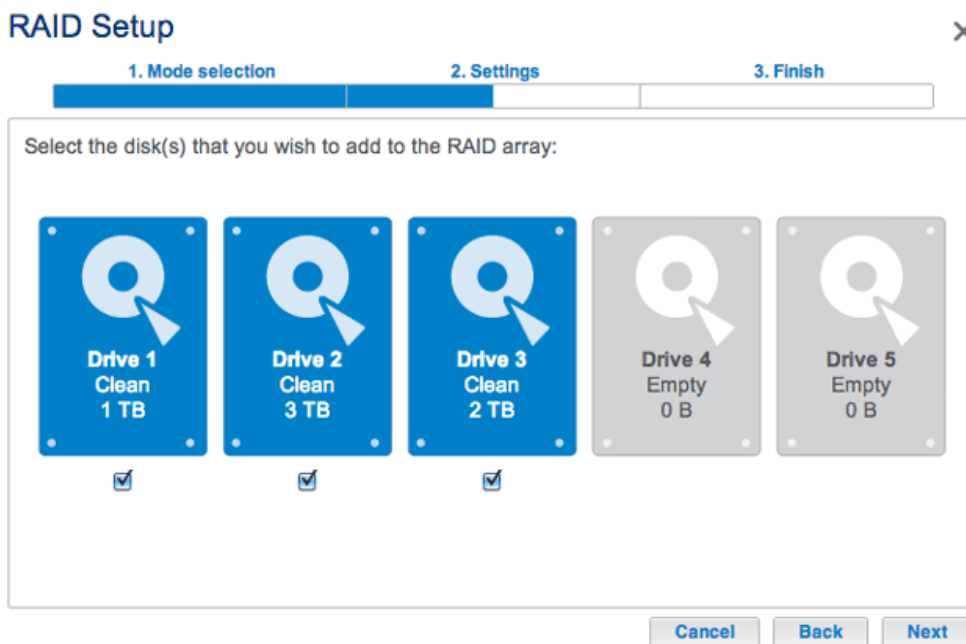 RAID Setup
1. Mode selection 2. Settings 3. Finish
Select the disk(s) that you wish to add to the RAID array:
Drive 1
Clean
1 TB
Drive 2
Clean
3 TB
Drive 3
Clean
2 TB
Drive 4
Empty
0 B
Drive 5
Empty
0 B
Cancel Back Next